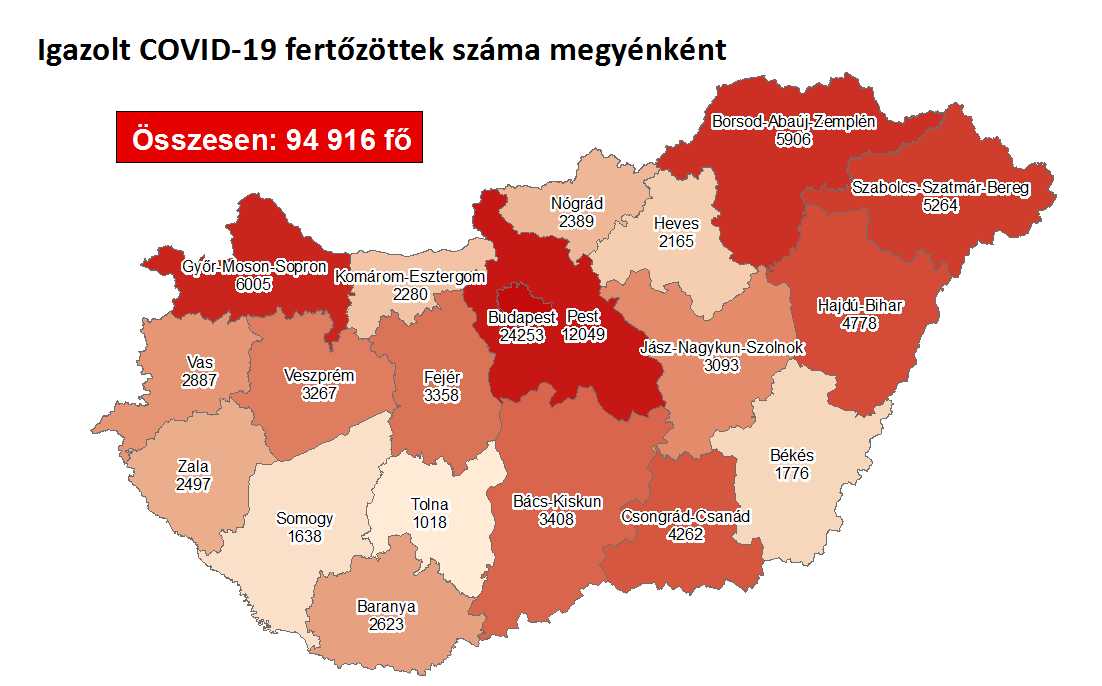 Igazolt COVID-19 fertőzöttek száma megyénként
Összesen: 94 916 fő
Borsod-Abaúj-Zemplén
5906
Szabolcs-Szatmár-Bereg
5264
Nógrád
2389
Heves
2165
Győr-Moson-Sopron
6005
Komárom-Esztergom
2280
Hajdú-Bihar
4778
Budapest
24253
Pest
12049
Jász-Nagykun-Szolnok
3093
Vas
2887
Veszprém
3267
Fejér
3358
Zala
2497
Békés
1776
Somogy
1638
Tolna
1018
Bács-Kiskun
3408
Csongrád-Csanád
4262
Baranya
2623